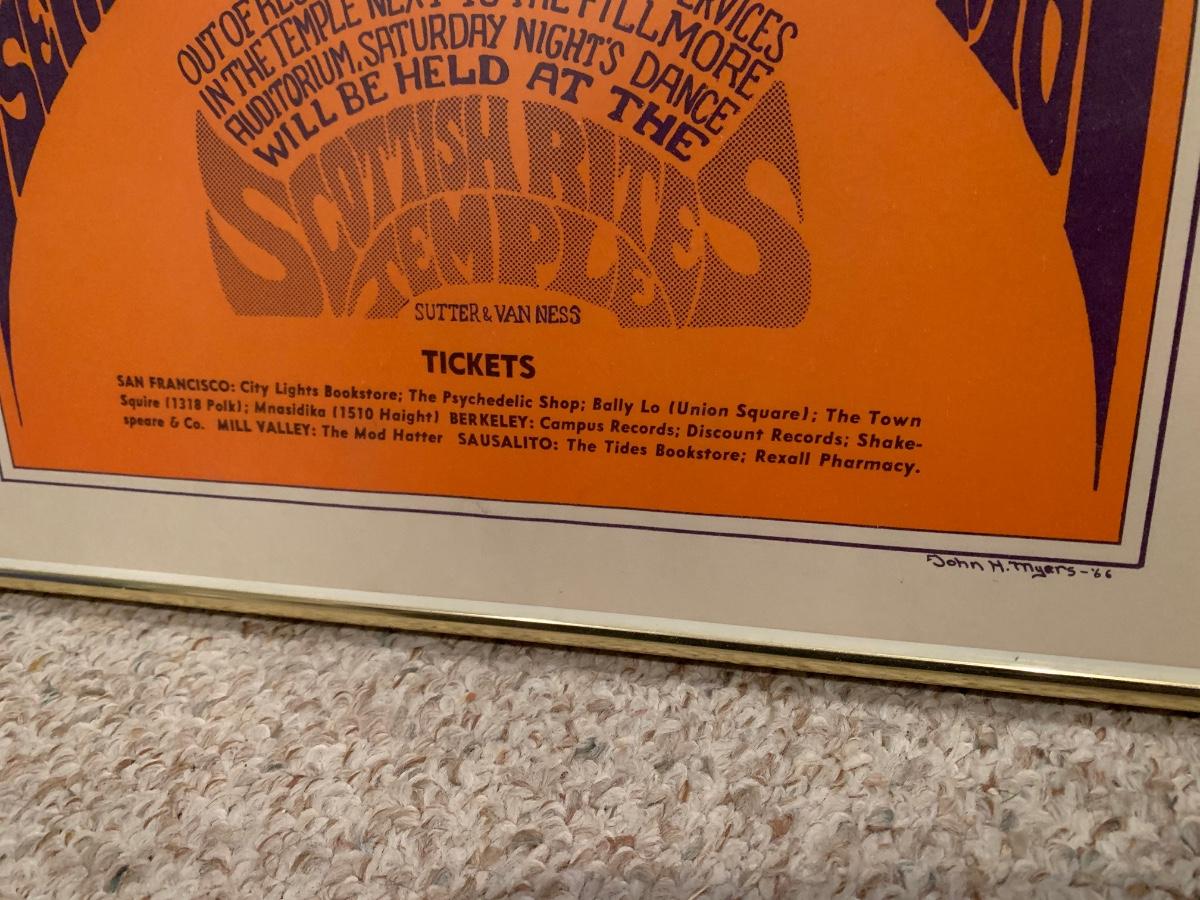 OUT OF
SERVICES
IN THE TEMPLE NEXT TO THE FILLMORE
AUDITORIUM, SATURDAY NIGHT'S DANCE
WILL BE HELD AT THE
SCOTTISH RITES
TEMPLE
SUTTER & VAN NESS
TICKETS
SAN FRANCISCO: City Lights Bookstore; The Psychedelic Shop; Bally Lo (Union Square); The Town
Squire (1318 Polk); Mnasidika (1510 Haight) BERKELEY: Campus Records; Discount Records; Shake-
speare & Co. MILL VALLEY: The Mod Hatter SAUSALITO: The Tides Bookstore; Rexall Pharmacy.
John H. Myers-'66